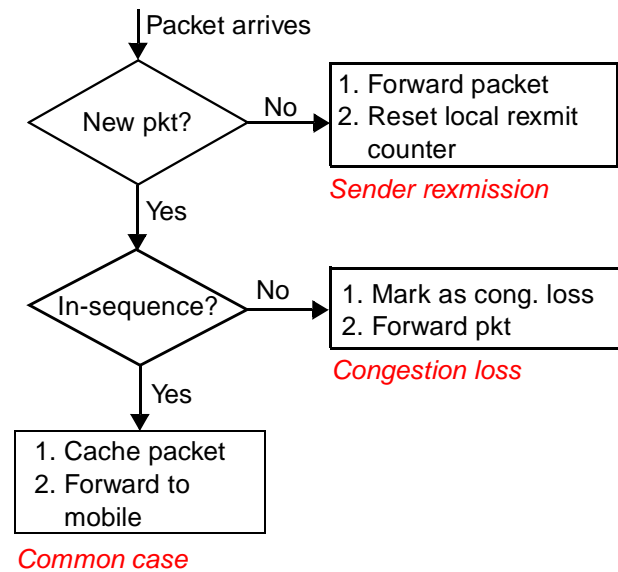 Packet arrives
New pkt?
No
1. Forward packet
2. Reset local rexmit
counter
Sender rexmission
Yes
In-sequence?
No
1. Mark as cong. loss
2. Forward pkt
Congestion loss
Yes
1. Cache packet
2. Forward to
mobile
Common case